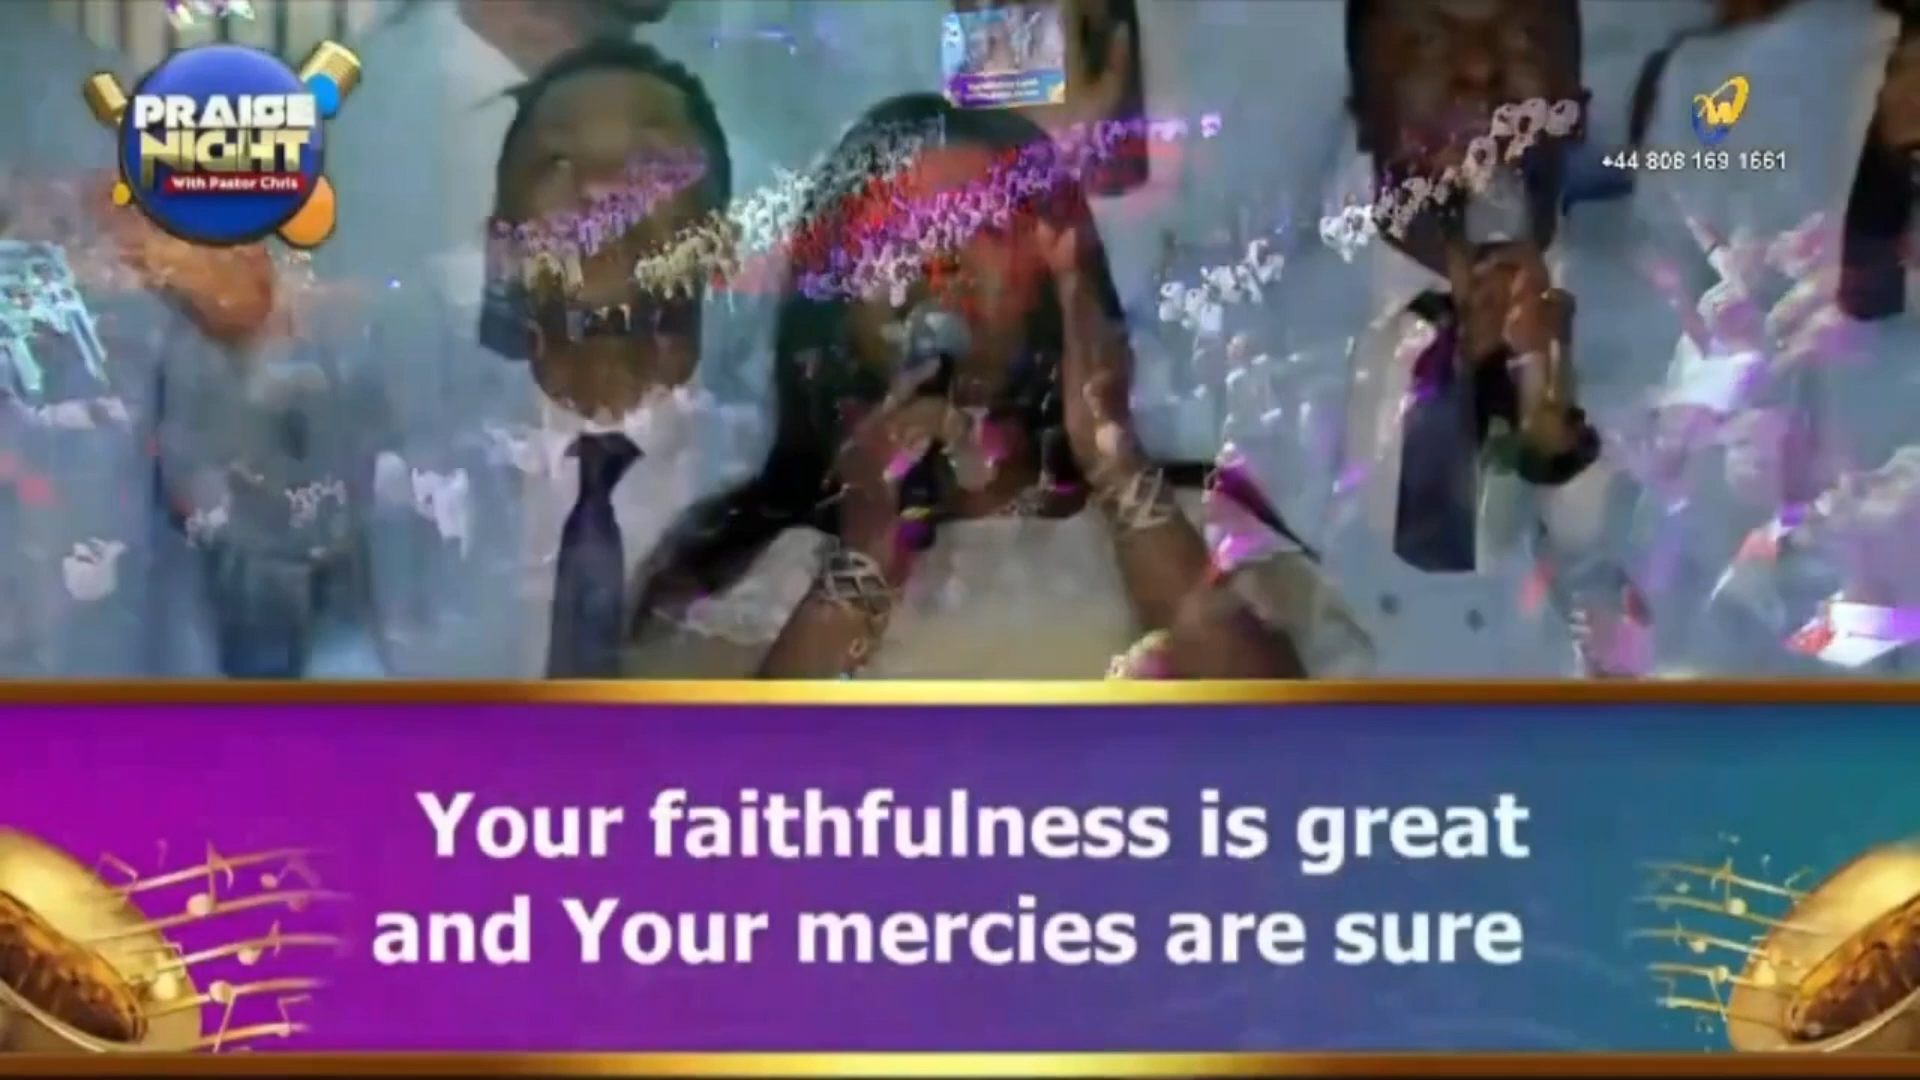 PRAISE
NIGHT
With Pastor Chris
+44 808 169 1661
Your faithfulness is great
and Your mercies are sure